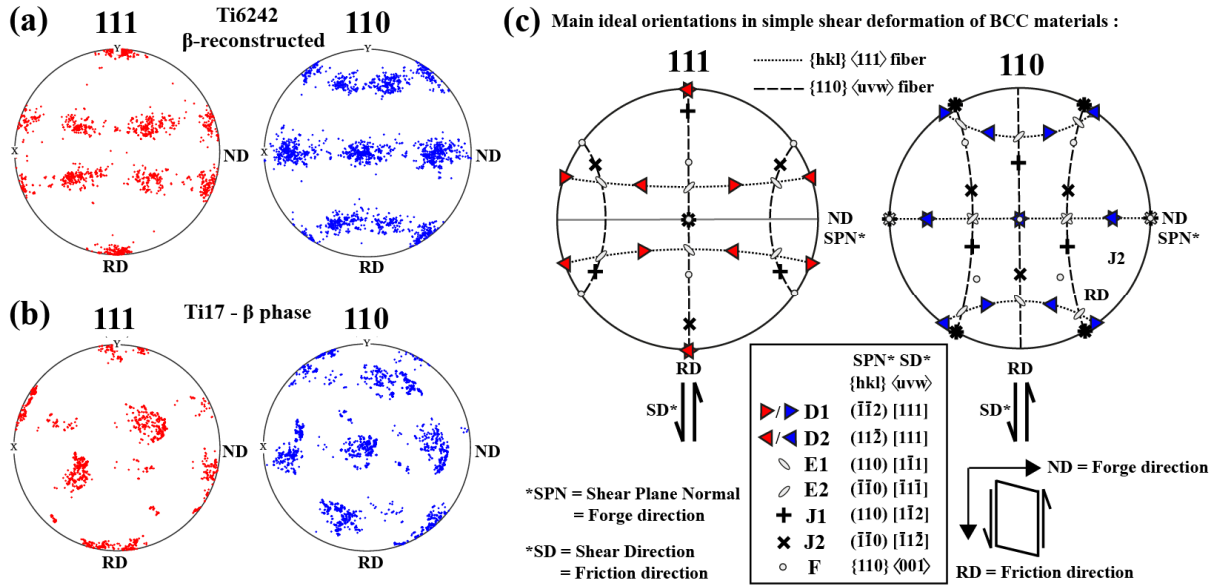 (a) Ti6242
β-reconstructed
111 110
Y Y
X ND X ND
RD RD
(b) Ti17 - β phase
111 110
Y Y
X ND X ND
RD RD
(c) Main ideal orientations in simple shear deformation of BCC materials :
111 110
{hkl} ⟨111⟩ fiber
{110} ⟨uvw⟩ fiber
ND
SPN*
ND
SPN*
J2
RD
RD RD
SD* SD*
SPN* SD*
{hkl} ⟨uvw⟩
/ D1 (1̄1̄2) [111]
/ D2 (112̄) [111]
E1 (110) [11̄1]
E2 (1̄1̄0) [1̄11̄]
J1 (110) [11̄2]
J2 (1̄1̄0) [1̄12̄]
F {110} ⟨001⟩
*SPN = Shear Plane Normal
= Forge direction
*SD = Shear Direction
= Friction direction
ND = Forge direction
RD = Friction direction